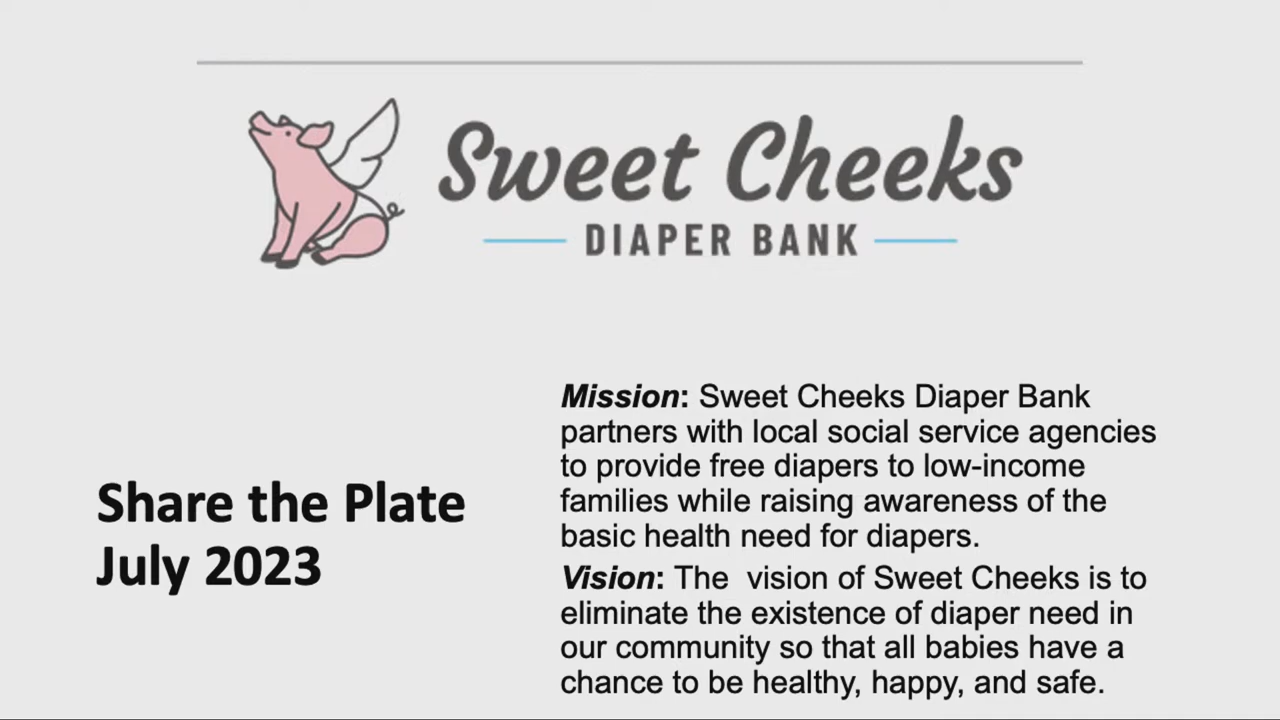 Sweet Cheeks
DIAPER BANK
Share the Plate
July 2023
Mission: Sweet Cheeks Diaper Bank
partners with local social service agencies
to provide free diapers to low-income
families while raising awareness of the
basic health need for diapers.
Vision: The  vision of Sweet Cheeks is to
eliminate the existence of diaper need in
our community so that all babies have a
chance to be healthy, happy, and safe.